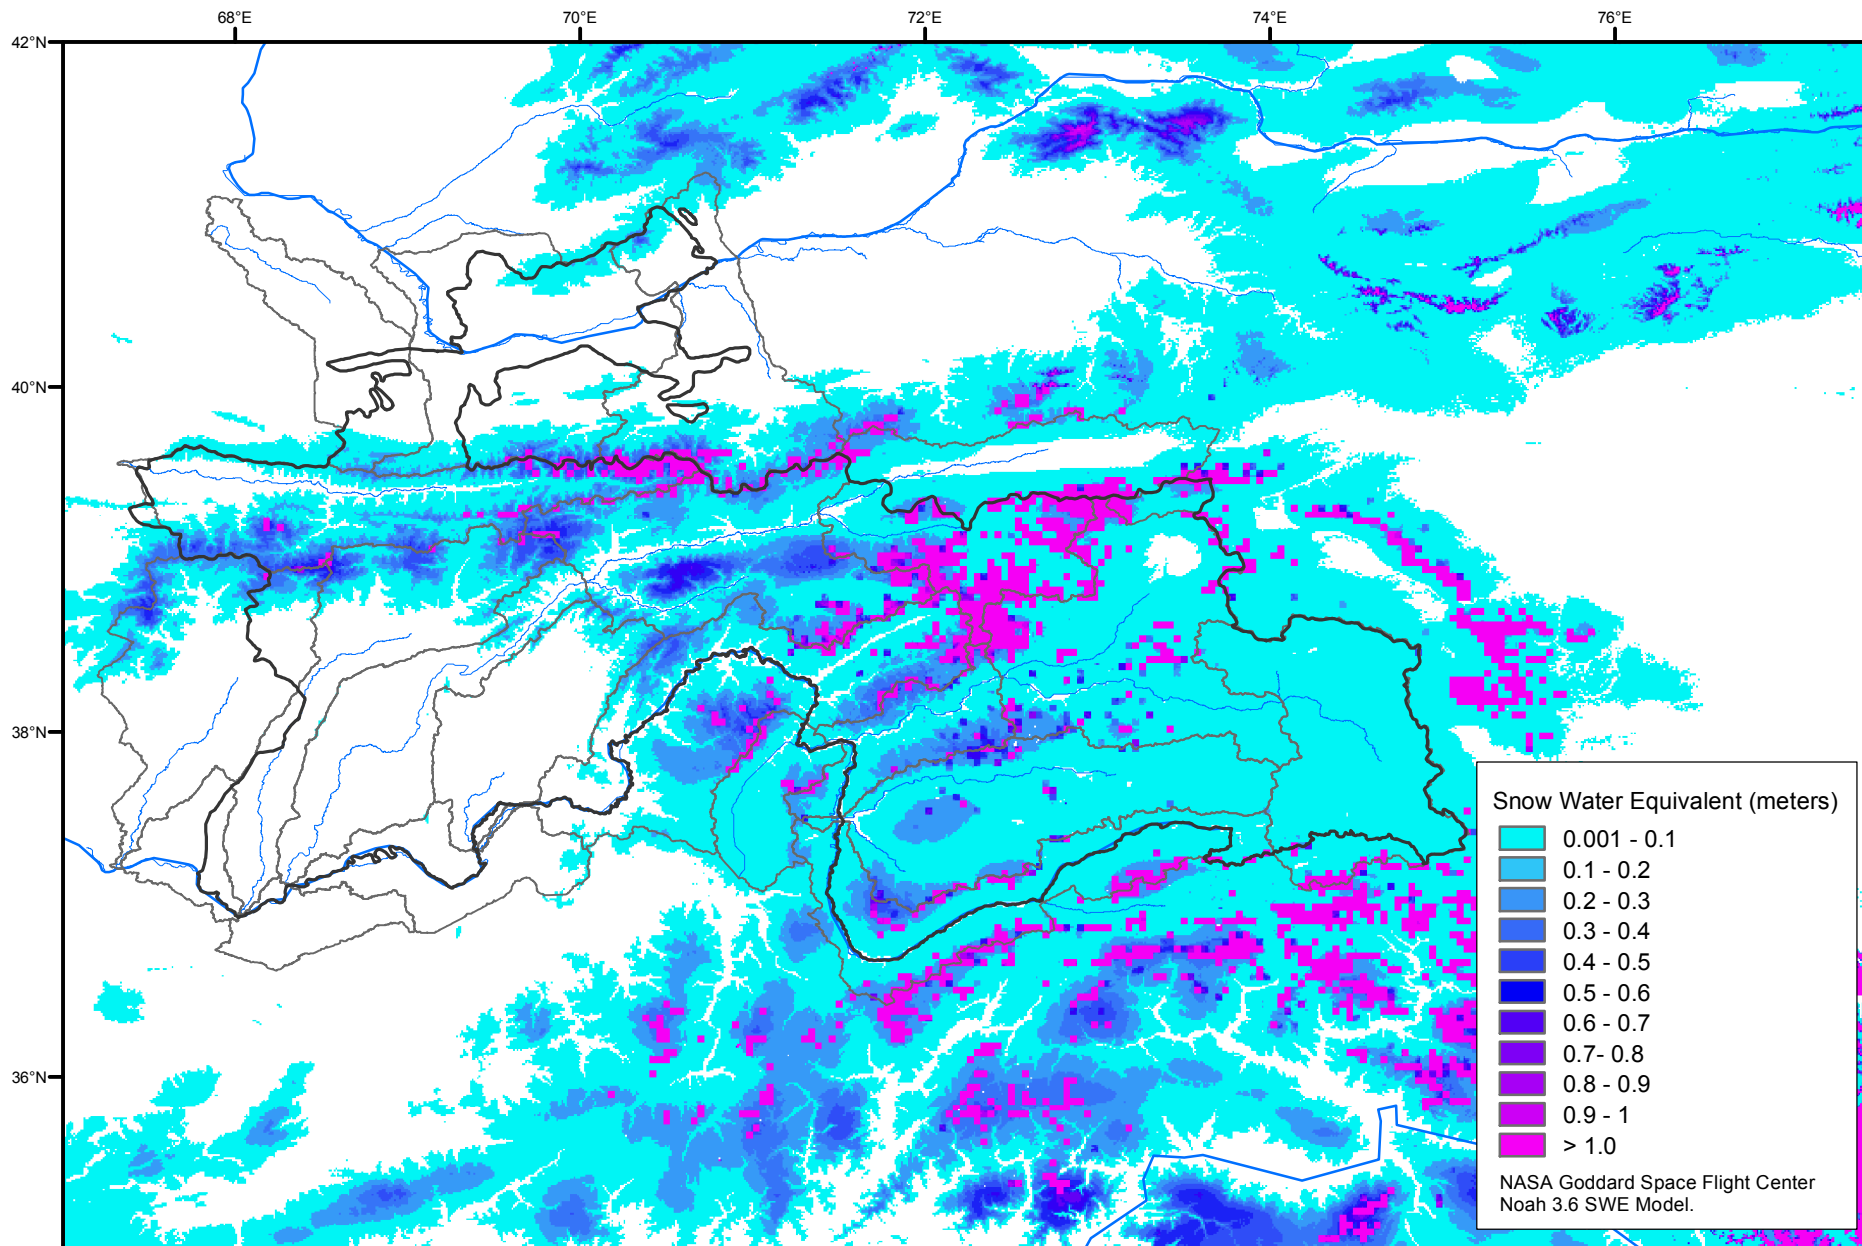 68°E
70°E
72°E
74°E
76°E
42°N
40°N
38°N
36°N
Snow Water Equivalent (meters)
0.001 - 0.1
0.1 - 0.2
0.2 - 0.3
0.3 - 0.4
0.4 - 0.5
0.5 - 0.6
0.6 - 0.7
0.7- 0.8
0.8 - 0.9
0.9 - 1
> 1.0
NASA Goddard Space Flight Center
Noah 3.6 SWE Model.